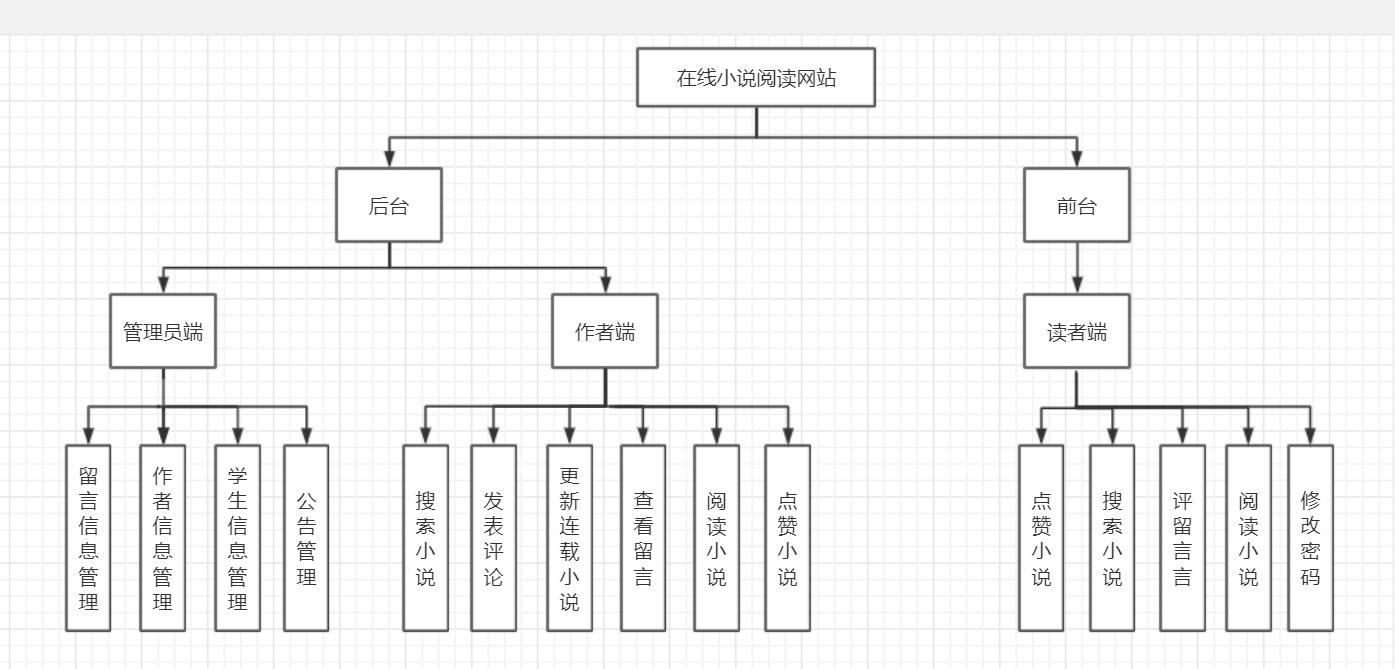 在线小说阅读网站
后台
前台
管理员端
作者端
读者端
留言信息管理
作者信息管理
学生信息管理
公告管理
搜索小说
发表评论
更新连载小说
查看留言
阅读小说
点赞小说
点赞小说
搜索小说
评留言言
阅读小说
修改密码